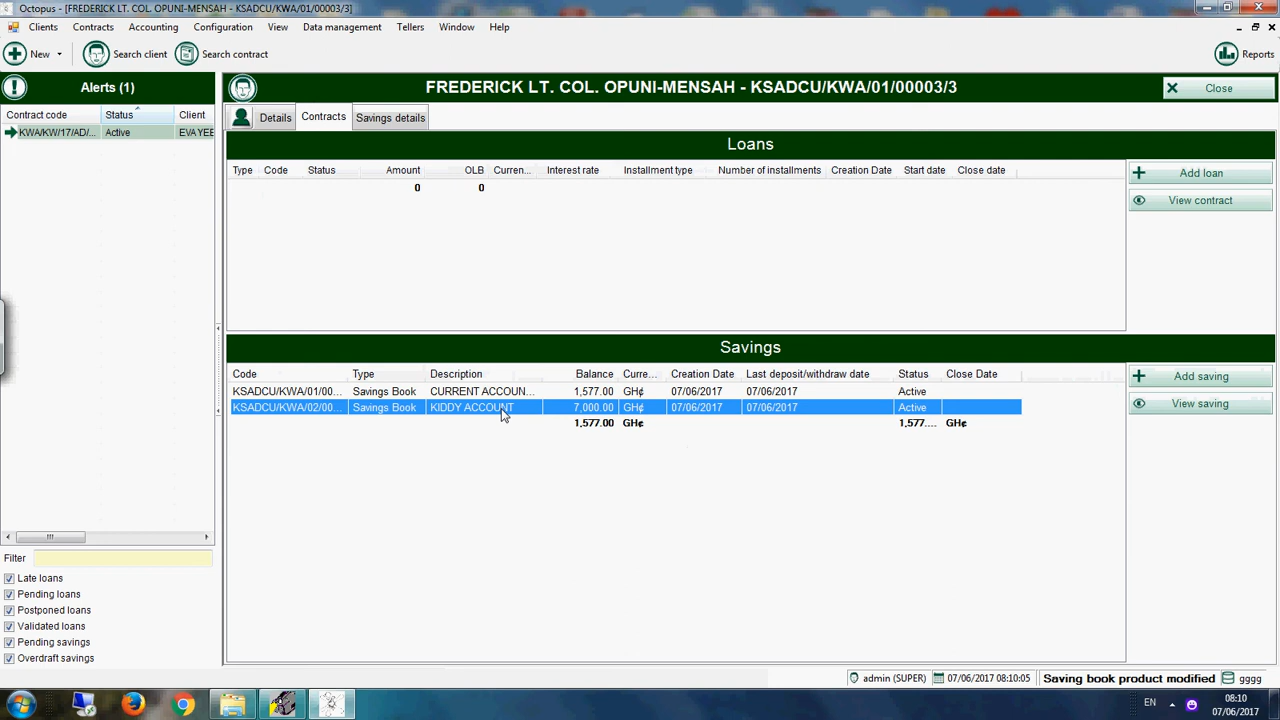 Octopus - [FREDERICK LT. COL. OPUNI-MENSAH - KSADCU/KWA/01/00003/3]
Clients Contracts Accounting Configuration View Data management Tellers Window Help
New Search client Search contract Reports
Alerts (1)
Contract code Status Client
KWA/KW/17/AD/... Active EVA YEE
Filter
Late loans
Pending loans
Postponed loans
Validated loans
Pending savings
Overdraft savings
FREDERICK LT. COL. OPUNI-MENSAH - KSADCU/KWA/01/00003/3 Close
Details Contracts Savings details
Loans
Type Code Status Amount OLB Curren... Interest rate Installment type Number of installments Creation Date Start date Close date
0 0
Add loan
View contract
Savings
Code Type Description Balance Curre... Creation Date Last deposit/withdraw date Status Close Date
KSADCU/KWA/01/00... Savings Book CURRENT ACCOUN... 1,577.00 GH¢ 07/06/2017 07/06/2017 Active
KSADCU/KWA/02/00... Savings Book KIDDY ACCOUNT 7,000.00 GH¢ 07/06/2017 07/06/2017 Active
1,577.00 GH¢ 1,577.... GH¢
Add saving
View saving
admin (SUPER) 07/06/2017 08:10:05 Saving book product modified gggg
EN 08:10
07/06/2017